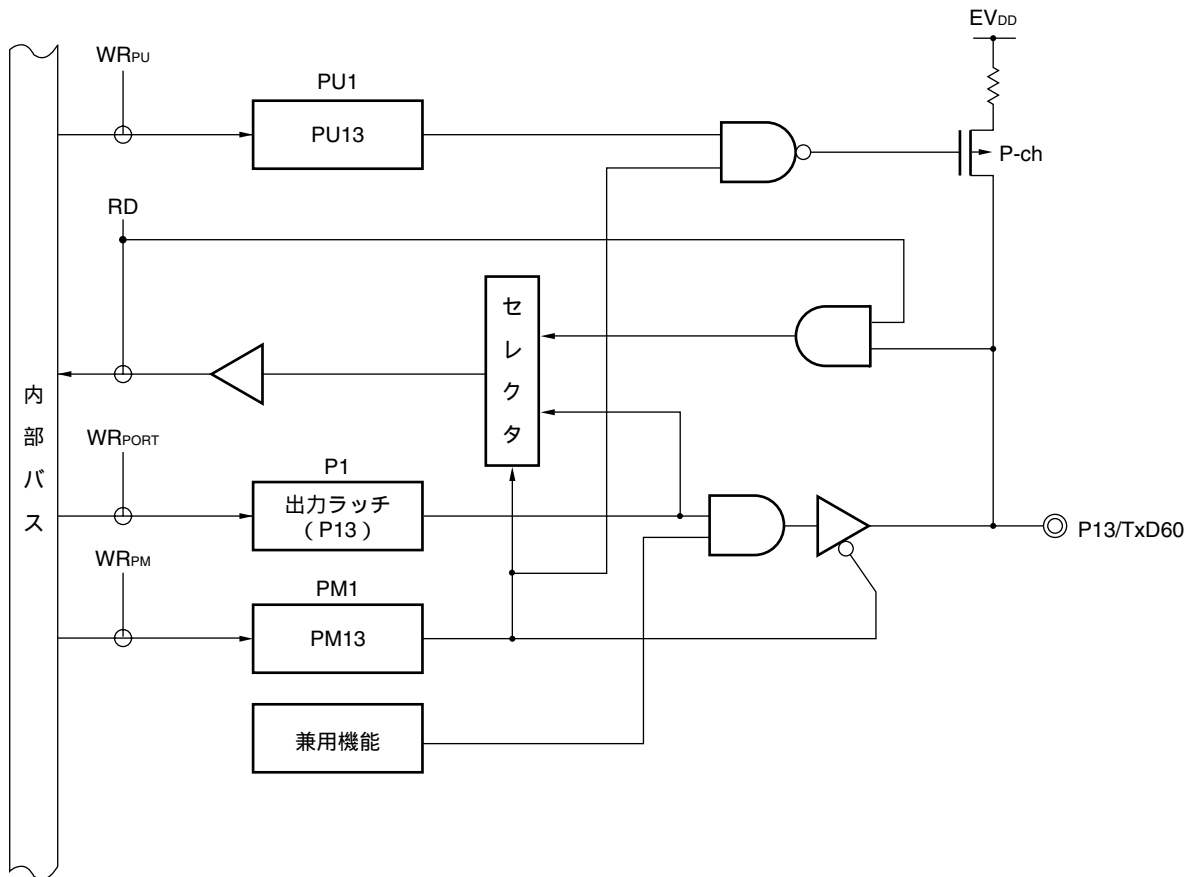 EVDD
WRPU
PU1
PU13
P-ch
RD
セレクタ
内部バス
WRPORT
P1
出力ラッチ
（P13）
P13/TxD60
WRPM
PM1
PM13
兼用機能